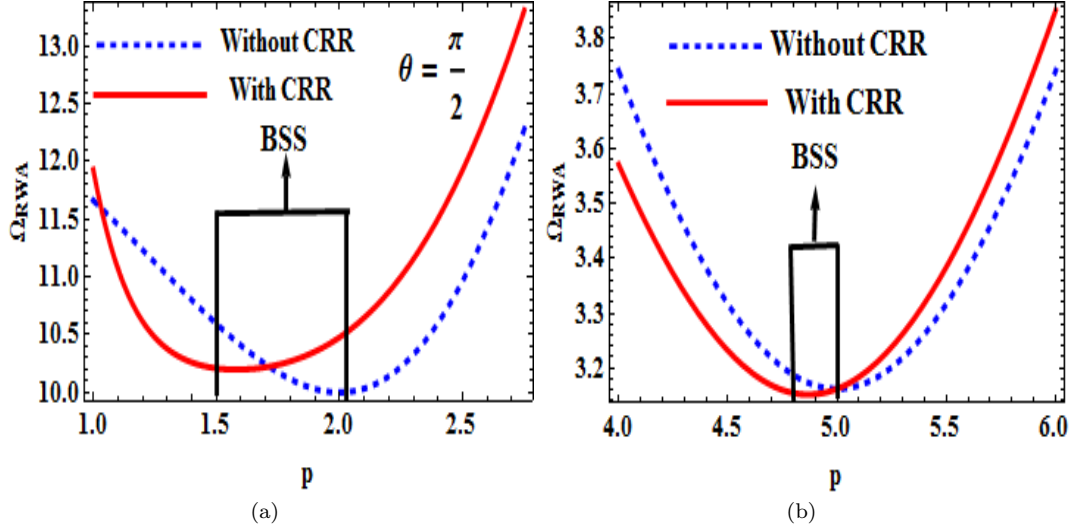 Without CRR
With CRR
θ = π/2
BSS
13.0
12.5
12.0
11.5
11.0
10.5
10.0
Ω_RWA
1.0 1.5 2.0 2.5
p
(a)
Without CRR
With CRR
BSS
3.8
3.7
3.6
3.5
3.4
3.3
3.2
Ω_RWA
4.0 4.5 5.0 5.5 6.0
p
(b)